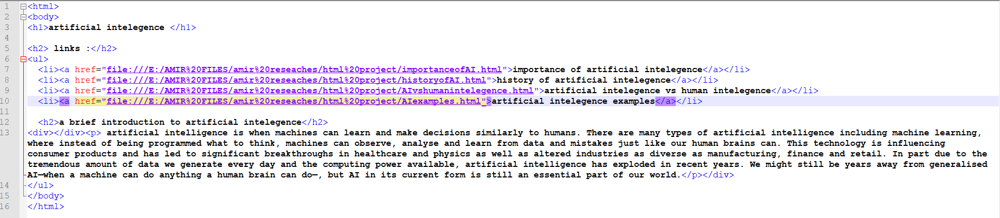 1 <html>
2 <body>
3 <h1>artificial intelegence </h1>
4
5 <h2> links :</h2>
6 <ul>
7 <li><a href="file:///E:/AMIR%20FILES/amir%20reseaches/html%20project/importanceofAI.html">importance of artificial intelegence</a></li>
8 <li><a href="file:///E:/AMIR%20FILES/amir%20reseaches/html%20project/historyofAI.html">history of artificial intelegence</a></li>
9 <li><a href="file:///E:/AMIR%20FILES/amir%20reseaches/html%20project/AIvshumanintelegence.html">artificial intelegence vs human intelegence</a></li>
10 <li><a href="file:///E:/AMIR%20FILES/amir%20reseaches/html%20project/AIexamples.html">artificial intelegence examples</a></li>
11
12 <h2>a brief introduction to artificial intelegence</h2>
13 <div></div><p> artificial intelligence is when machines can learn and make decisions similarly to humans. There are many types of artificial intelligence including machine learning,
where instead of being programmed what to think, machines can observe, analyse and learn from data and mistakes just like our human brains can. This technology is influencing
consumer products and has led to significant breakthroughs in healthcare and physics as well as altered industries as diverse as manufacturing, finance and retail. In part due to the
tremendous amount of data we generate every day and the computing power available, artificial intelligence has exploded in recent years. We might still be years away from generalised
AI—when a machine can do anything a human brain can do—, but AI in its current form is still an essential part of our world.</p></div>
14 </ul>
15 </body>
16 </html>